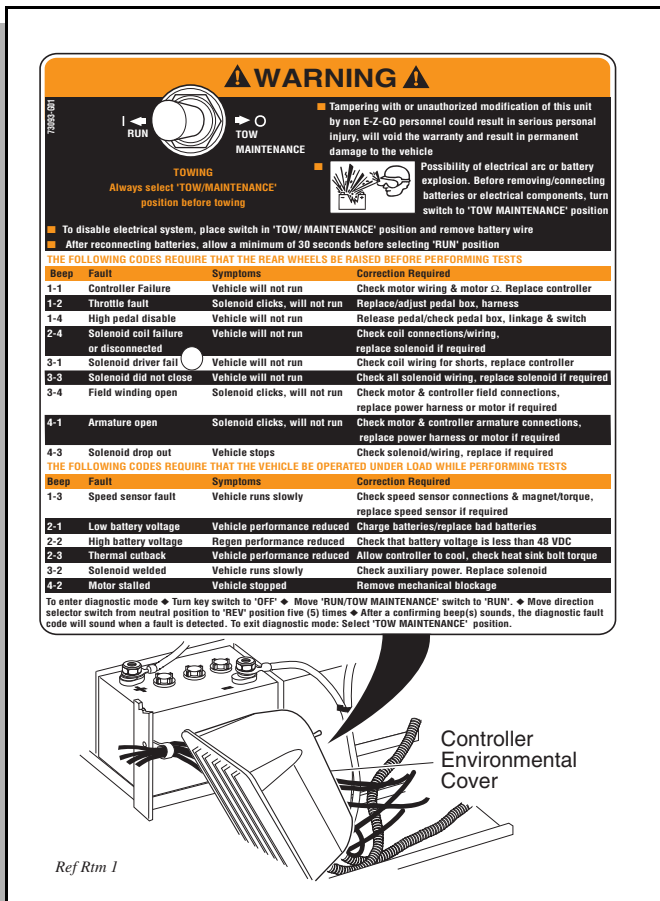 WARNING
73093-G01
I
RUN
O
TOW
MAINTENANCE
TOWING
Always select 'TOW/MAINTENANCE'
position before towing
Tampering with or unauthorized modification of this unit
by non E-Z-GO personnel could result in serious personal
injury, will void the warranty and result in permanent
damage to the vehicle
Possibility of electrical arc or battery
explosion. Before removing/connecting
batteries or electrical components, turn
switch to 'TOW MAINTENANCE' position
To disable electrical system, place switch in 'TOW/ MAINTENANCE' position and remove battery wire
After reconnecting batteries, allow a minimum of 30 seconds before selecting 'RUN' position
THE FOLLOWING CODES REQUIRE THAT THE REAR WHEELS BE RAISED BEFORE PERFORMING TESTS
Beep Fault Symptoms Correction Required
1-1 Controller Failure Vehicle will not run Check motor wiring & motor Ω. Replace controller
1-2 Throttle fault Solenoid clicks, will not run Replace/adjust pedal box, harness
1-4 High pedal disable Vehicle will not run Release pedal/check pedal box, linkage & switch
2-4 Solenoid coil failure Vehicle will not run Check coil connections/wiring,
or disconnected replace solenoid if required
3-1 Solenoid driver fail Vehicle will not run Check coil wiring for shorts, replace controller
3-3 Solenoid did not close Vehicle will not run Check all solenoid wiring, replace solenoid if required
3-4 Field winding open Solenoid clicks, will not run Check motor & controller field connections,
replace power harness or motor if required
4-1 Armature open Solenoid clicks, will not run Check motor & controller armature connections,
replace power harness or motor if required
4-3 Solenoid drop out Vehicle stops Check solenoid/wiring, replace if required
THE FOLLOWING CODES REQUIRE THAT THE VEHICLE BE OPERATED UNDER LOAD WHILE PERFORMING TESTS
Beep Fault Symptoms Correction Required
1-3 Speed sensor fault Vehicle runs slowly Check speed sensor connections & magnet/torque,
replace speed sensor if required
2-1 Low battery voltage Vehicle performance reduced Charge batteries/replace bad batteries
2-2 High battery voltage Regen performance reduced Check that battery voltage is less than 48 VDC
2-3 Thermal cutback Vehicle performance reduced Allow controller to cool, check heat sink bolt torque
3-2 Solenoid welded Vehicle runs slowly Check auxiliary power. Replace solenoid
4-2 Motor stalled Vehicle stopped Remove mechanical blockage
To enter diagnostic mode ◆ Turn key switch to 'OFF' ◆ Move 'RUN/TOW MAINTENANCE' switch to 'RUN'. ◆ Move direction
selector switch from neutral position to 'REV' position five (5) times ◆ After a confirming beep(s) sounds, the diagnostic fault
code will sound when a fault is detected. To exit diagnostic mode: Select 'TOW MAINTENANCE' position.
Controller
Environmental
Cover
Ref Rtm 1